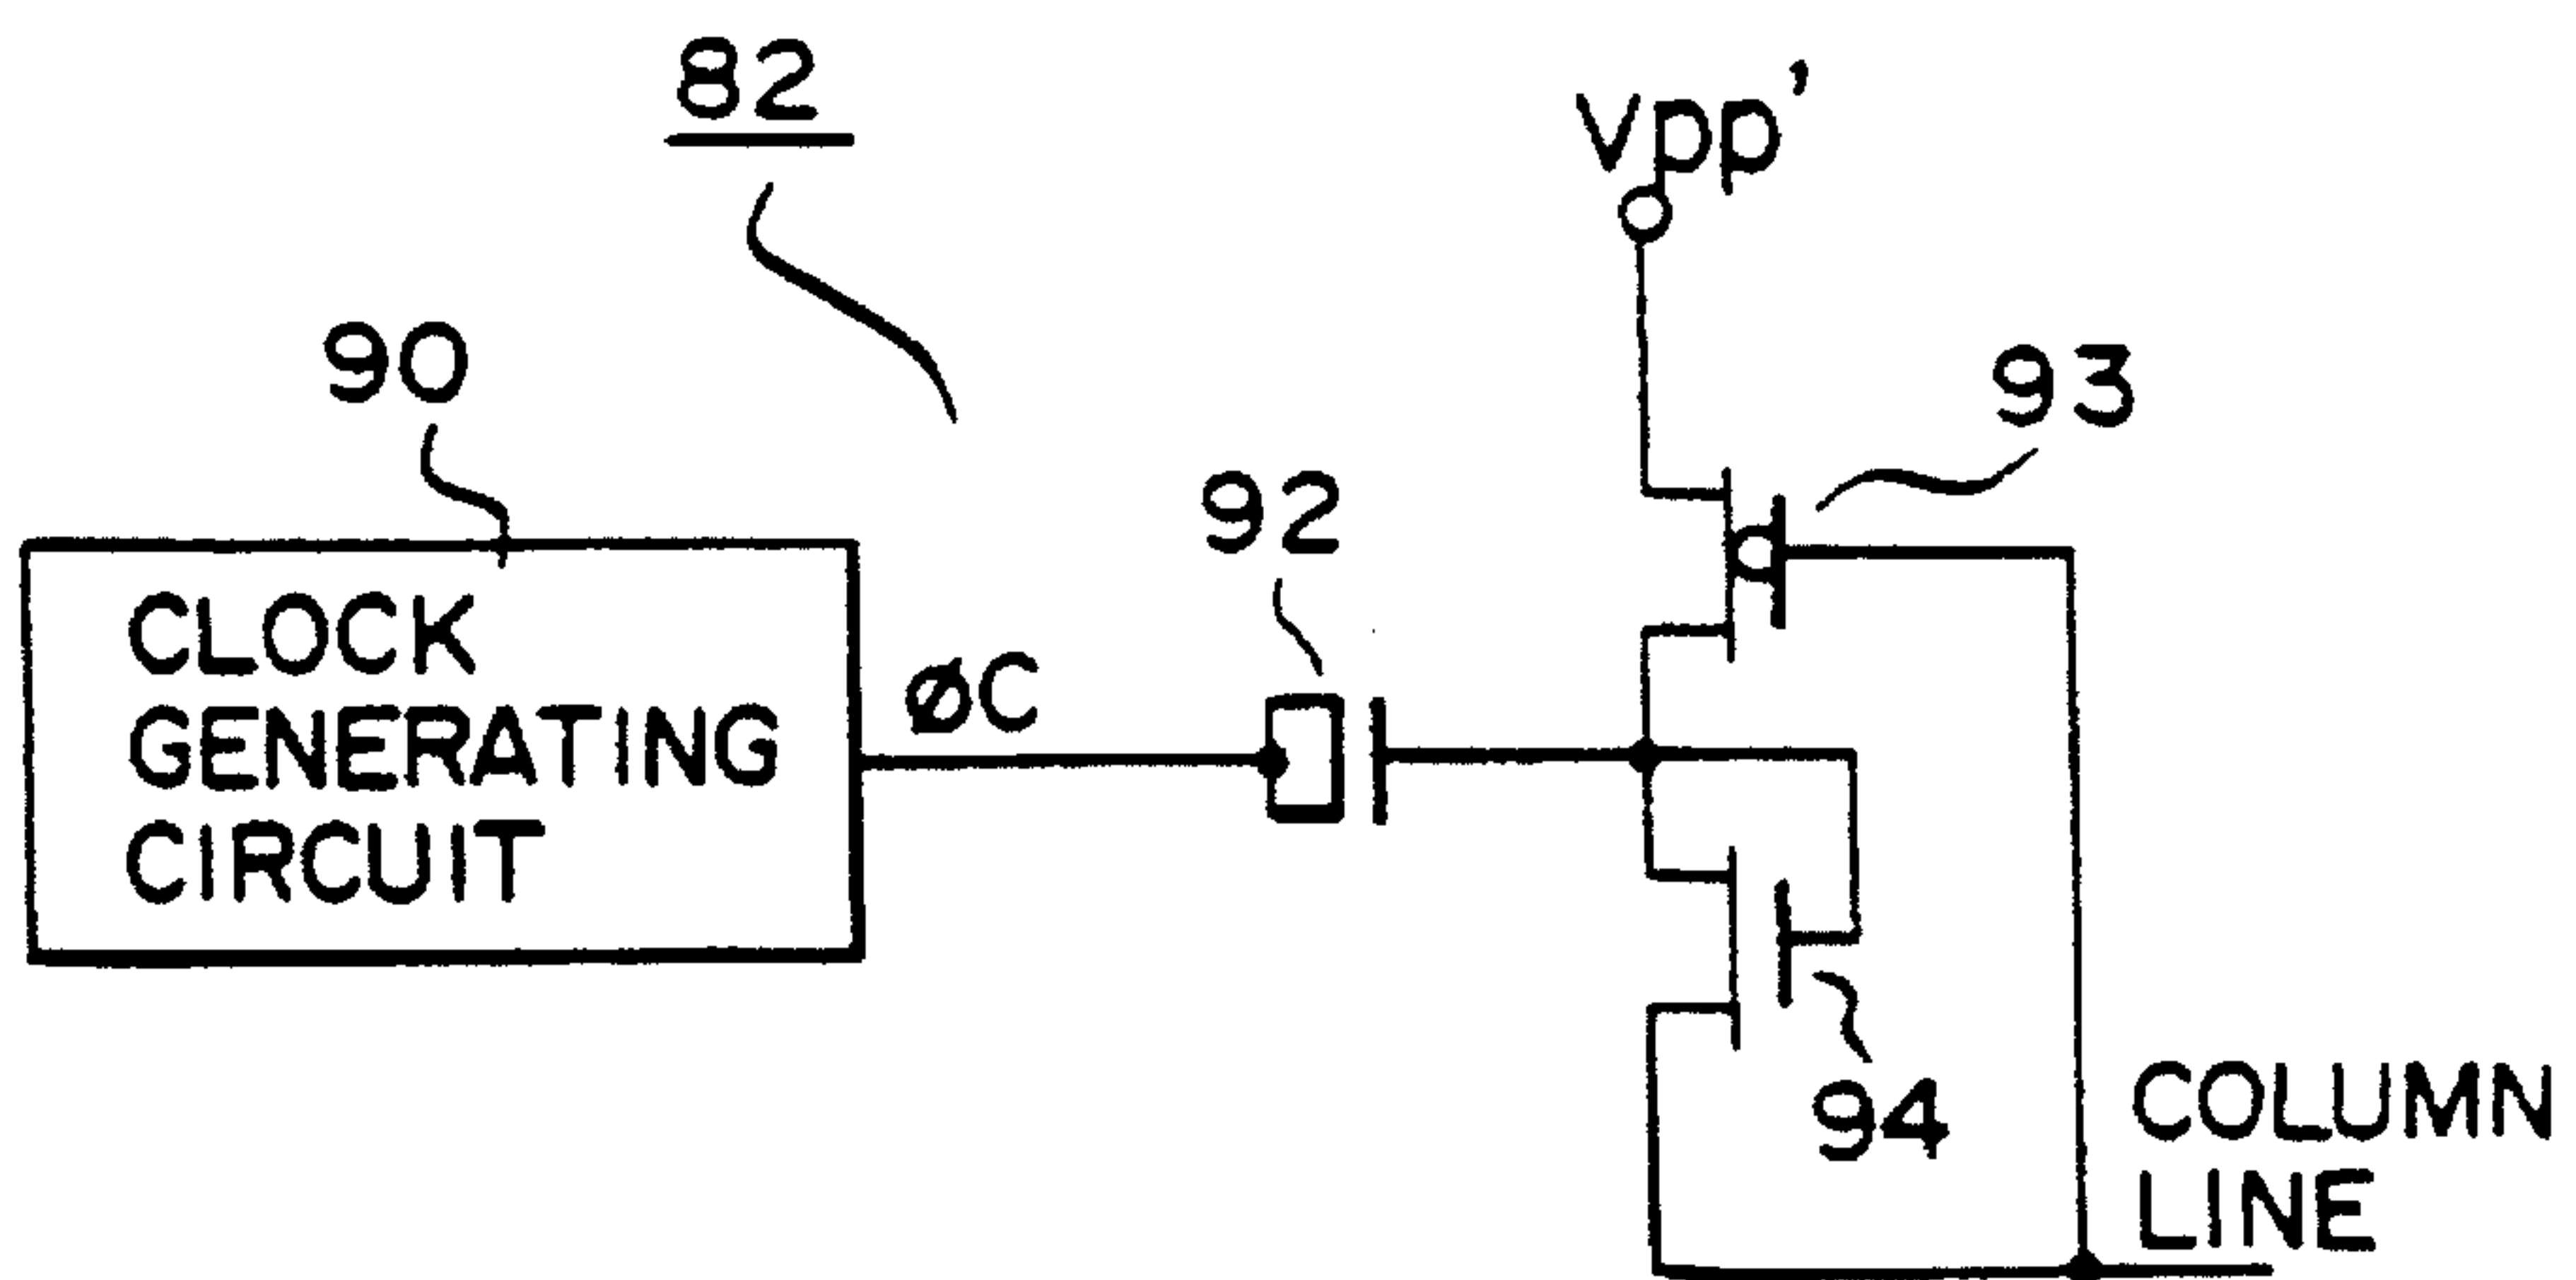 82
Vpp'
90
93
92
CLOCK
GENERATING
CIRCUIT
øC
94
COLUMN
LINE